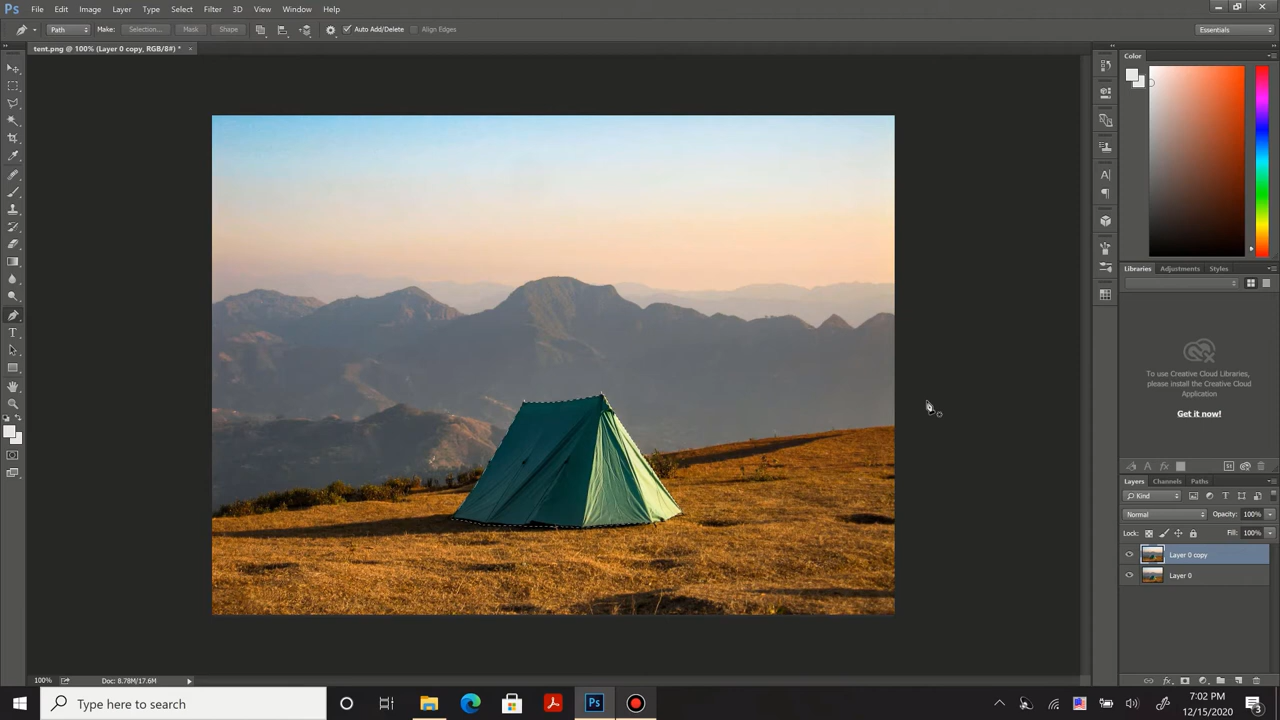 Ps File Edit Image Layer Type Select Filter 3D View Window Help
Path Make: Selection... Mask Shape Auto Add/Delete Align Edges Essentials
tent.png @ 100% (Layer 0 copy, RGB/8#) * ×
Color
Libraries Adjustments Styles
To use Creative Cloud Libraries,
please install the Creative Cloud
Application
Get it now!
Layers Channels Paths
Kind
Normal Opacity: 100%
Lock: Fill: 100%
Layer 0 copy
Layer 0
100% Doc: 8.78M/17.6M
Type here to search
Ps
7:02 PM
12/15/2020
3